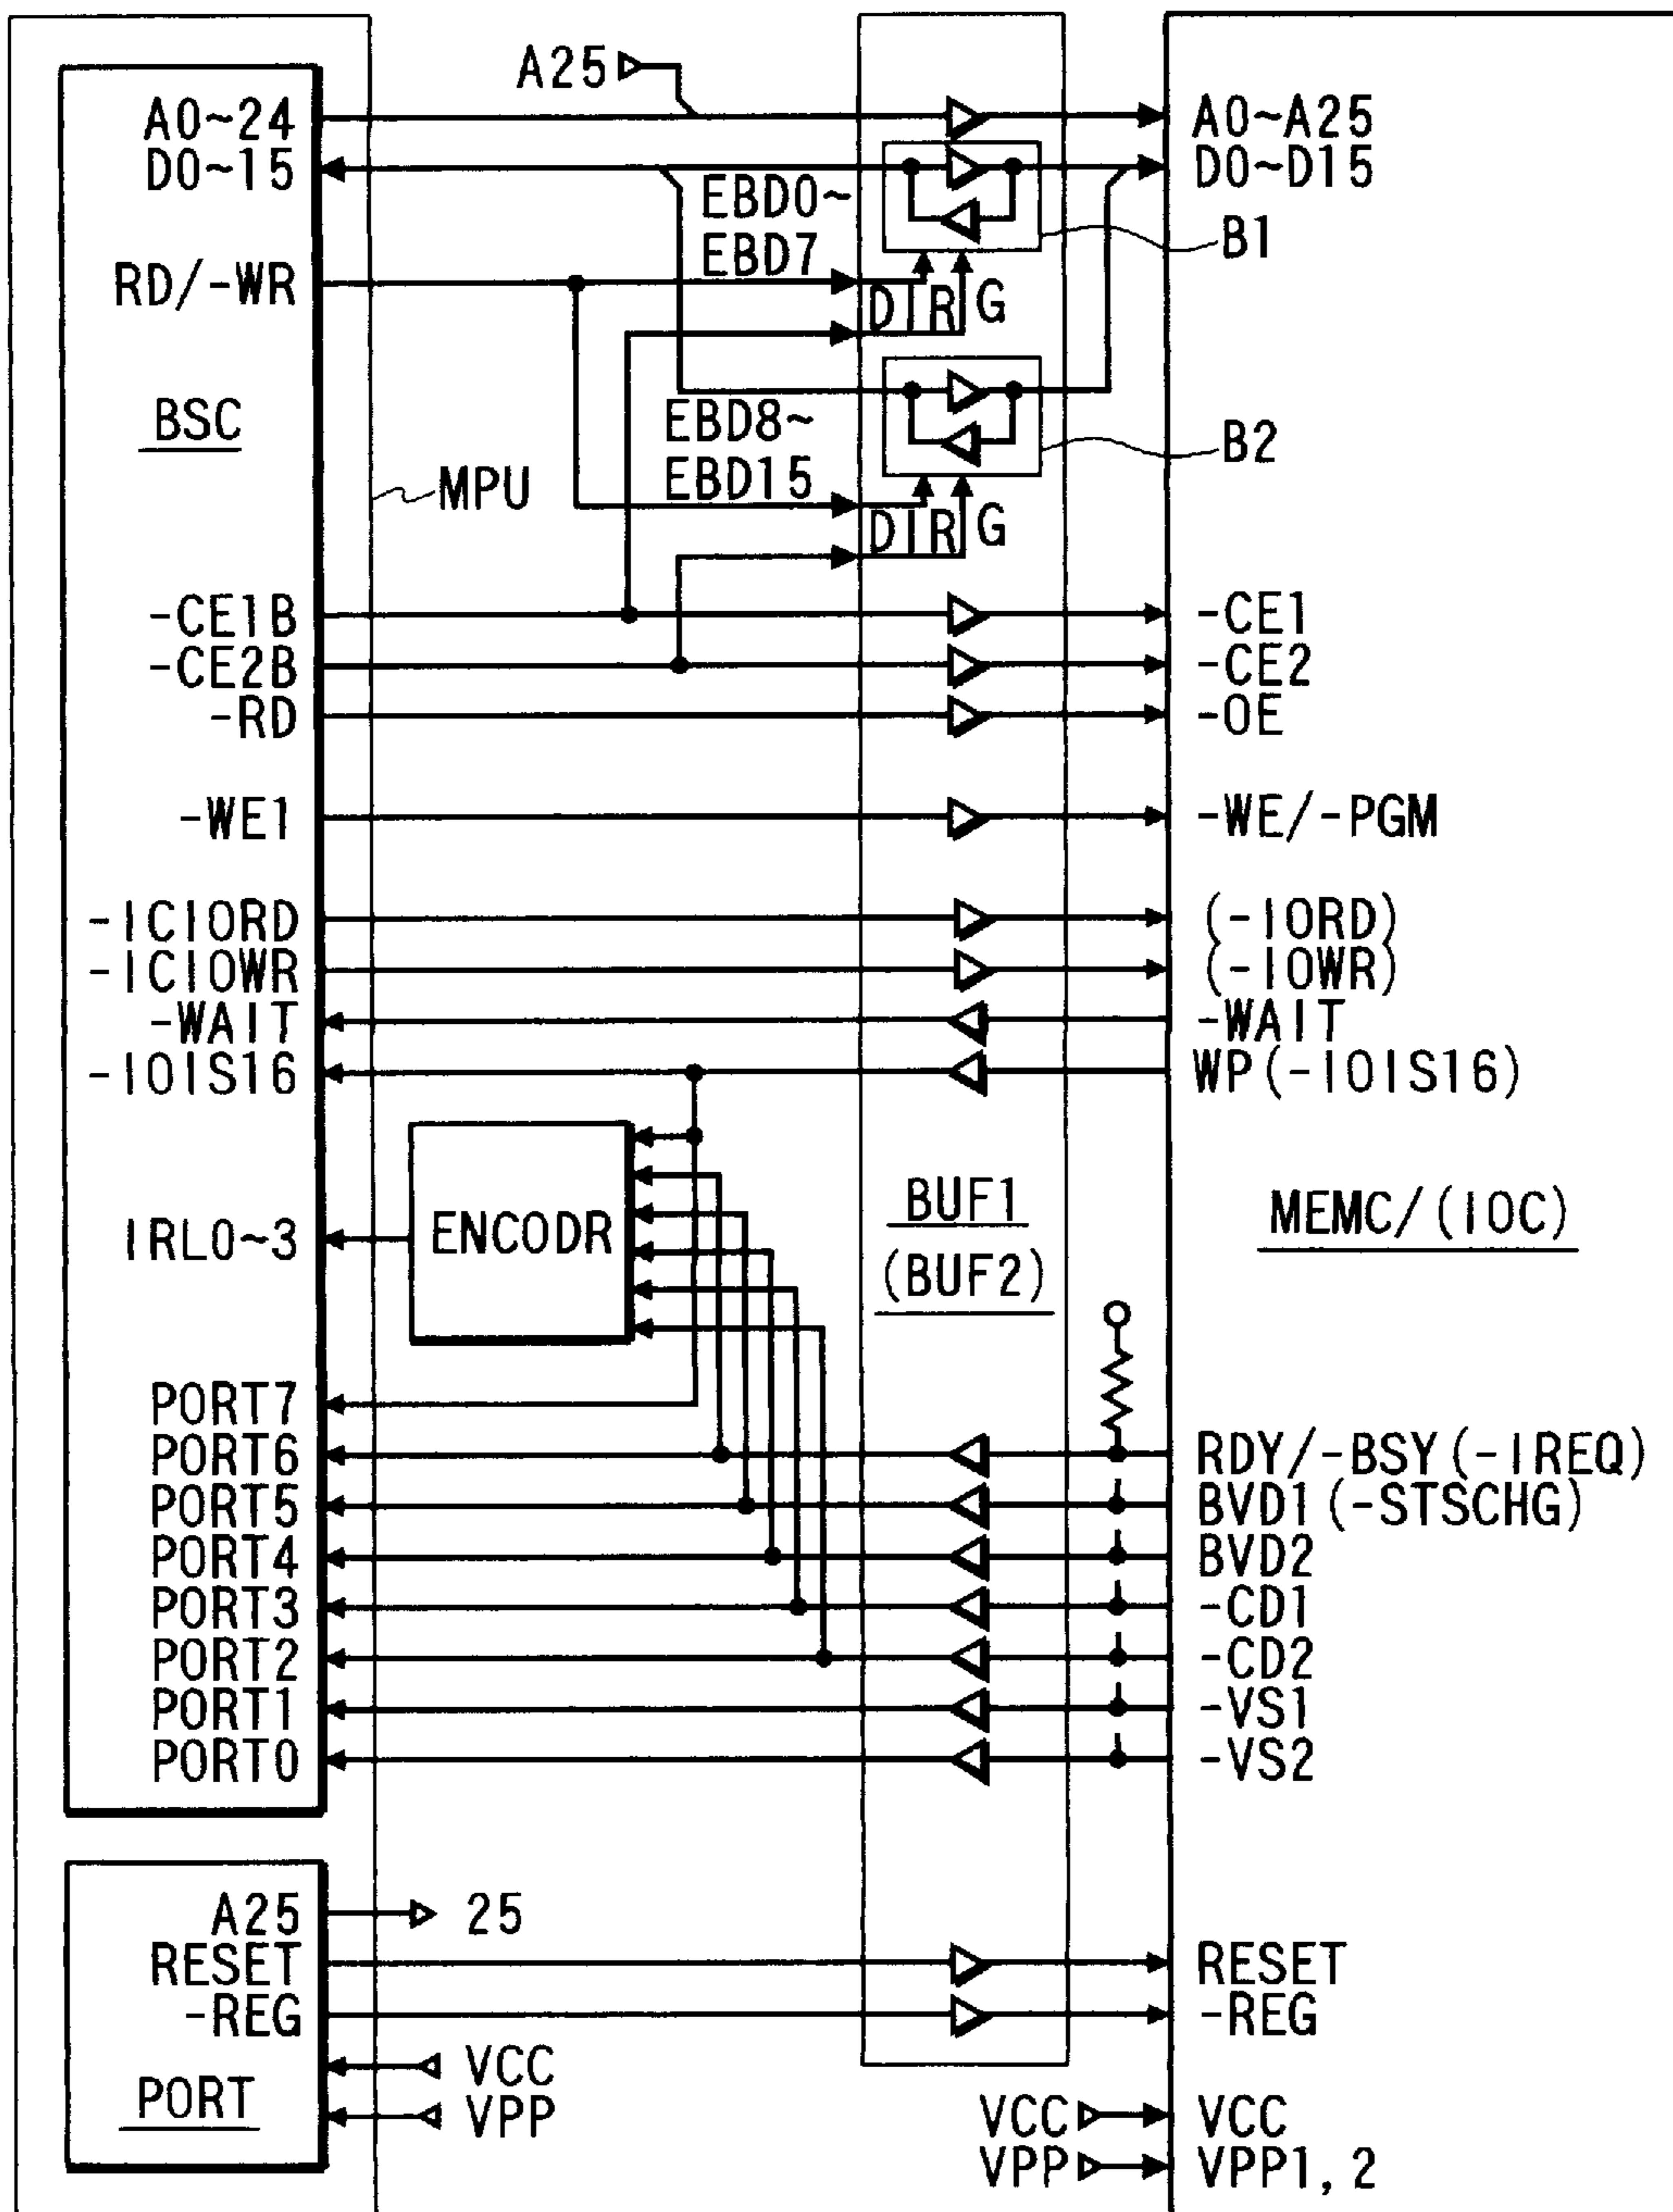 A25
A0~24
A0~A25
D0~15
D0~D15
EBD0~
EBD7
B1
RD/-WR
DIR G
BSC
EBD8~
EBD15
B2
MPU
DIR G
-CE1B
-CE1
-CE2B
-CE2
-RD
-OE
-WE1
-WE/-PGM
-ICIORD
(-IORD)
-ICIOWR
(-IOWR)
-WAIT
-WAIT
-IOIS16
WP(-IOIS16)
IRL0~3
ENCODR
BUF1
(BUF2)
MEMC/(IOC)
PORT7
PORT6
RDY/-BSY(-IREQ)
PORT5
BVD1(-STSCHG)
PORT4
BVD2
PORT3
-CD1
PORT2
-CD2
PORT1
-VS1
PORT0
-VS2
A25
25
RESET
RESET
-REG
-REG
VCC
PORT
VPP
VCC
VCC
VPP
VPP1,2